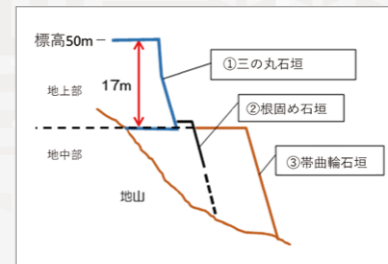 標高50m
①三の丸石垣
17m
地上部
②根固め石垣
地中部
③帯曲輪石垣
地山